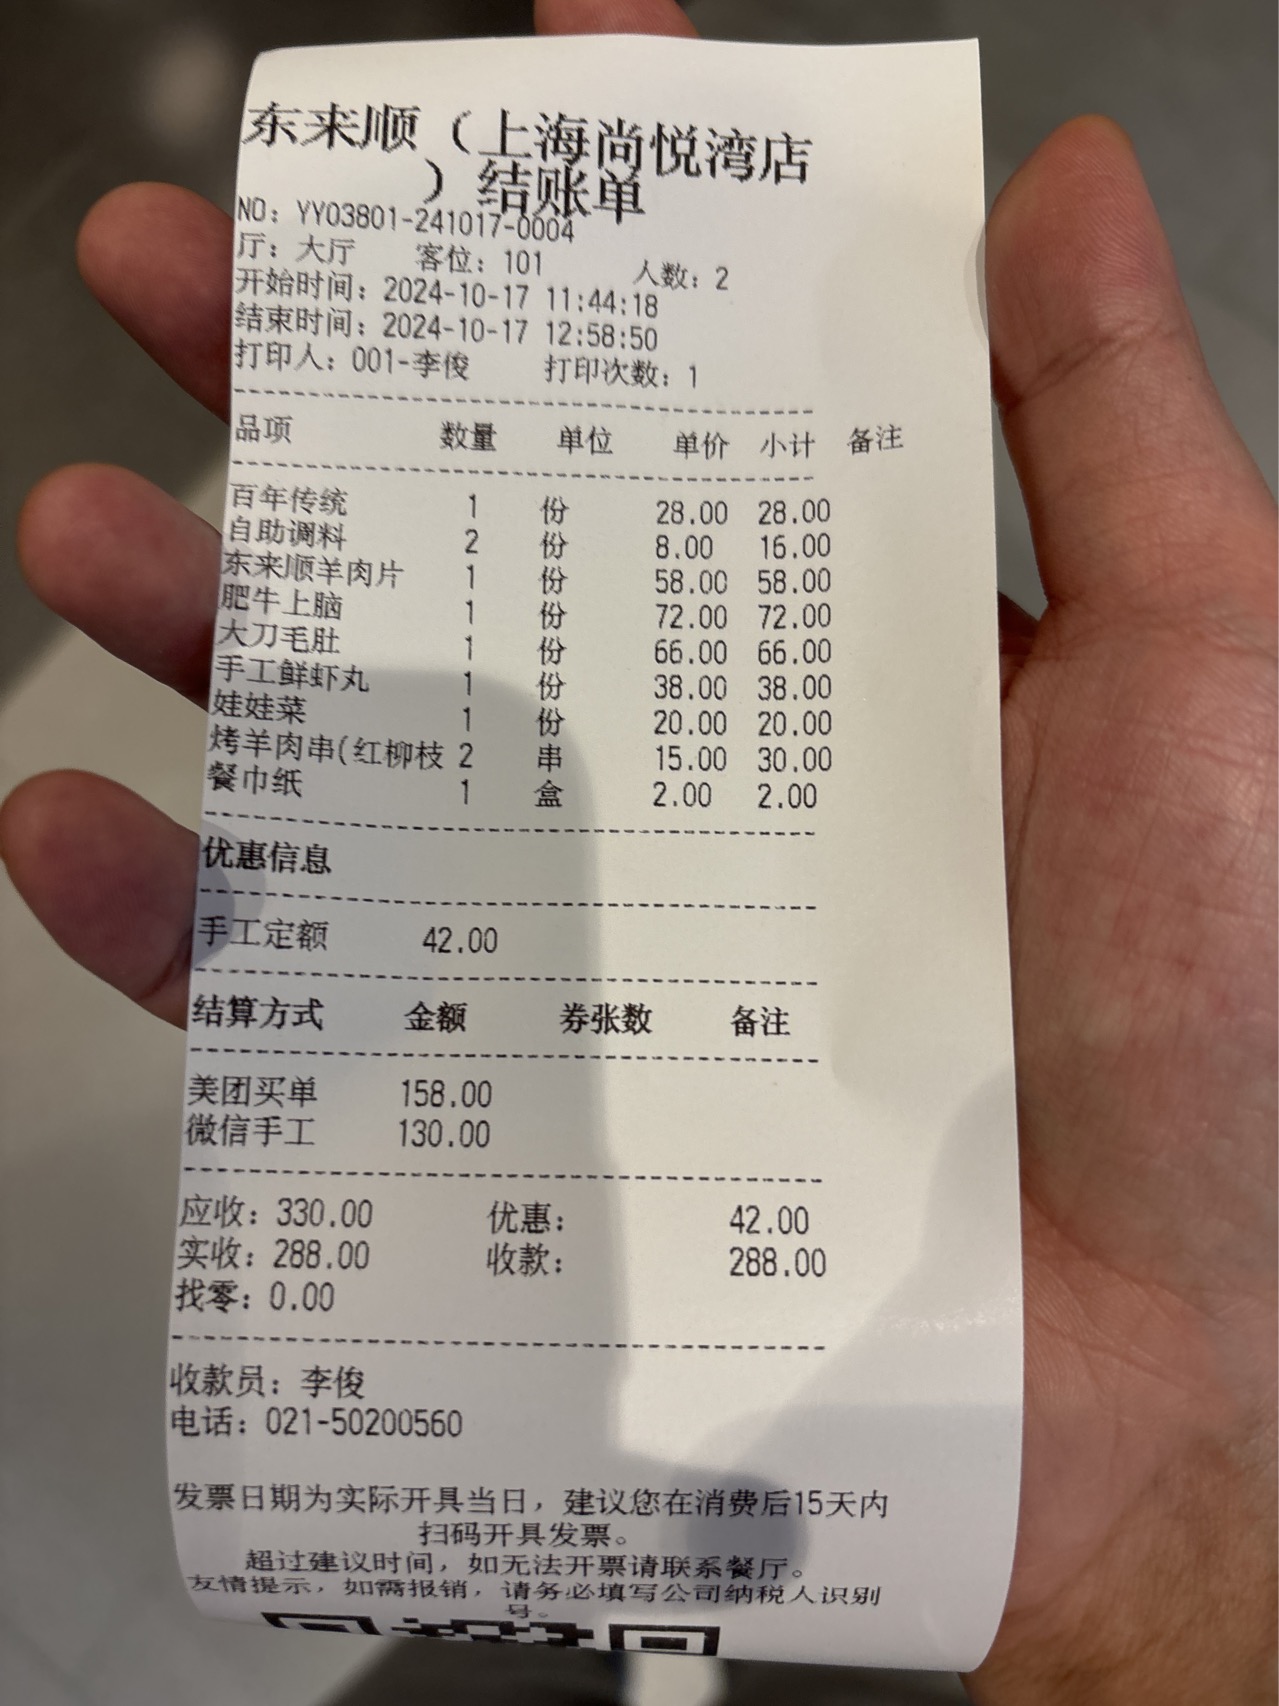 东来顺（上海尚悦湾店
）结账单
NO：YY03801-241017-0004
厅：大厅 客位：101 人数：2
开始时间：2024-10-17 11:44:18
结束时间：2024-10-17 12:58:50
打印人：001-李俊 打印次数：1
品项 数量 单位 单价 小计 备注
百年传统 1 份 28.00 28.00
自助调料 2 份 8.00 16.00
东来顺羊肉片 1 份 58.00 58.00
肥牛上脑 1 份 72.00 72.00
大刀毛肚 1 份 66.00 66.00
手工鲜虾丸 1 份 38.00 38.00
娃娃菜 1 份 20.00 20.00
烤羊肉串(红柳枝 2 串 15.00 30.00
餐巾纸 1 盒 2.00 2.00
优惠信息
手工定额 42.00
结算方式 金额 券张数 备注
美团买单 158.00
微信手工 130.00
应收：330.00 优惠： 42.00
实收：288.00 收款： 288.00
找零：0.00
收款员：李俊
电话：021-50200560
发票日期为实际开具当日，建议您在消费后15天内
扫码开具发票。
超过建议时间，如无法开票请联系餐厅。
友情提示，如需报销，请务必填写公司纳税人识别
号。